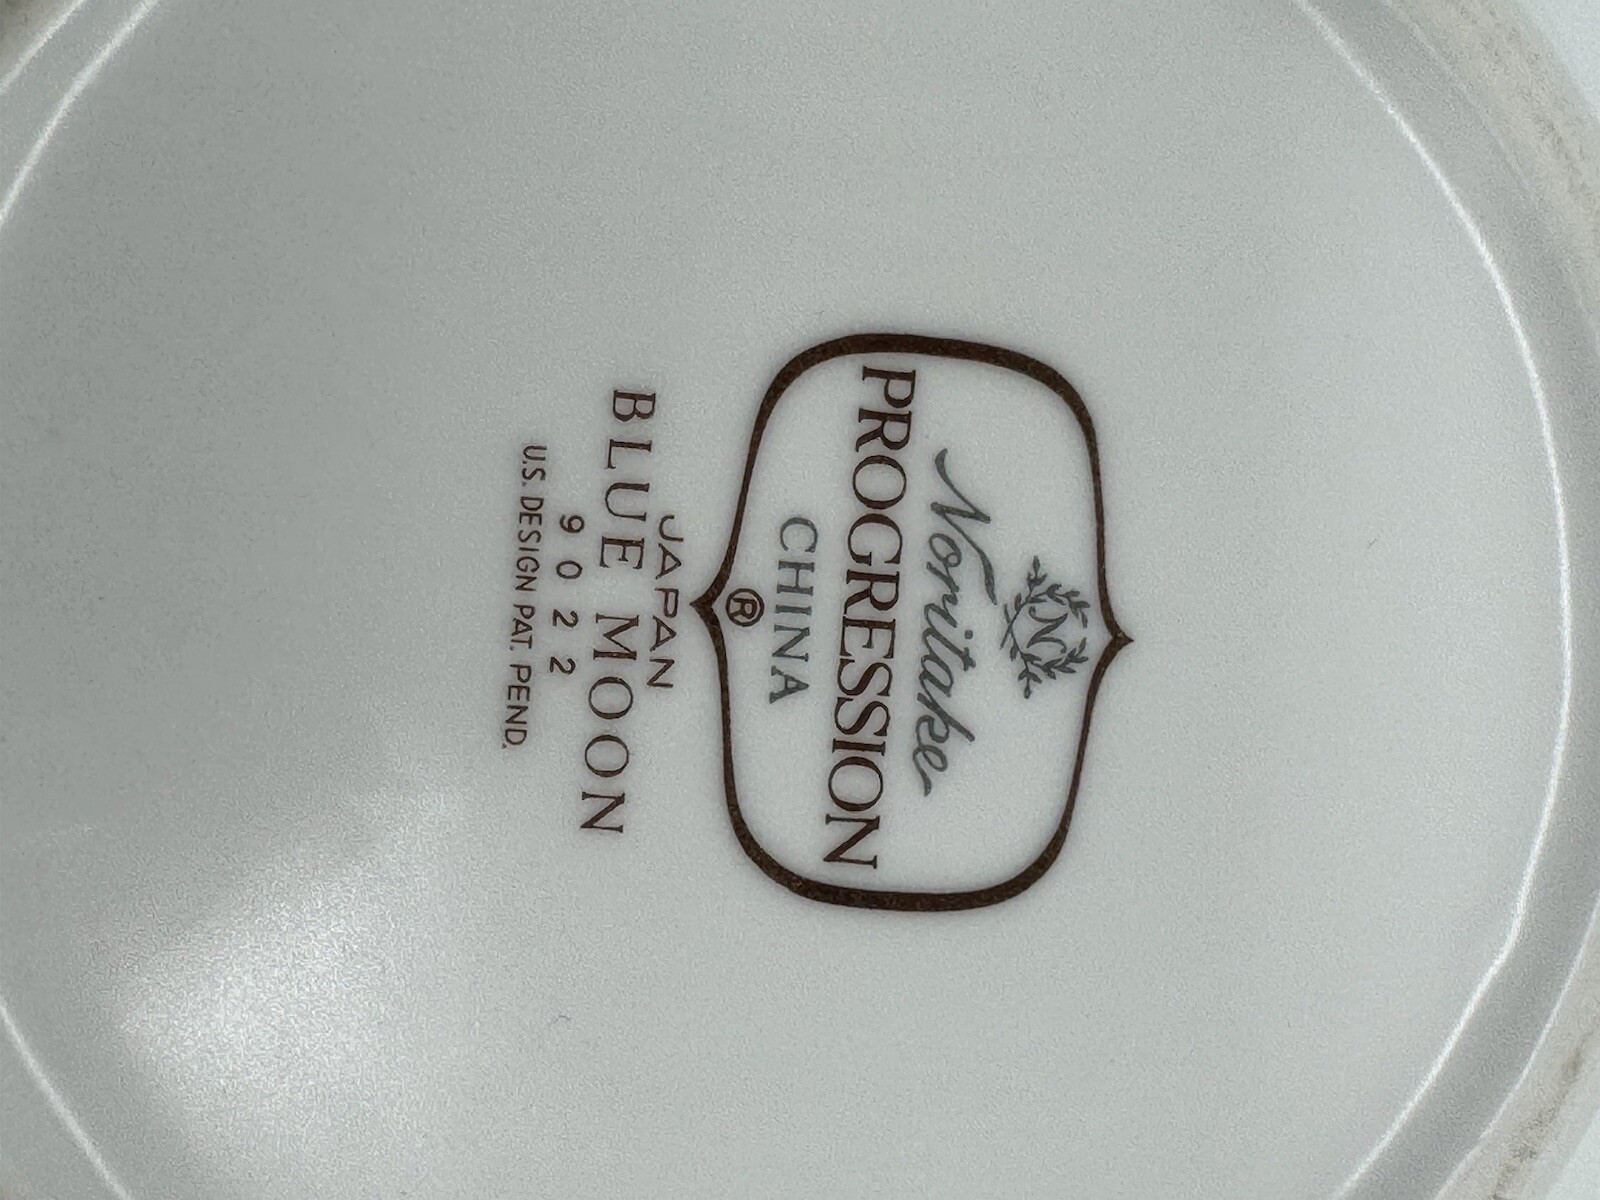 N
Noritake
PROGRESSION
CHINA
®
JAPAN
BLUE MOON
9022
U.S. DESIGN PAT. PEND.